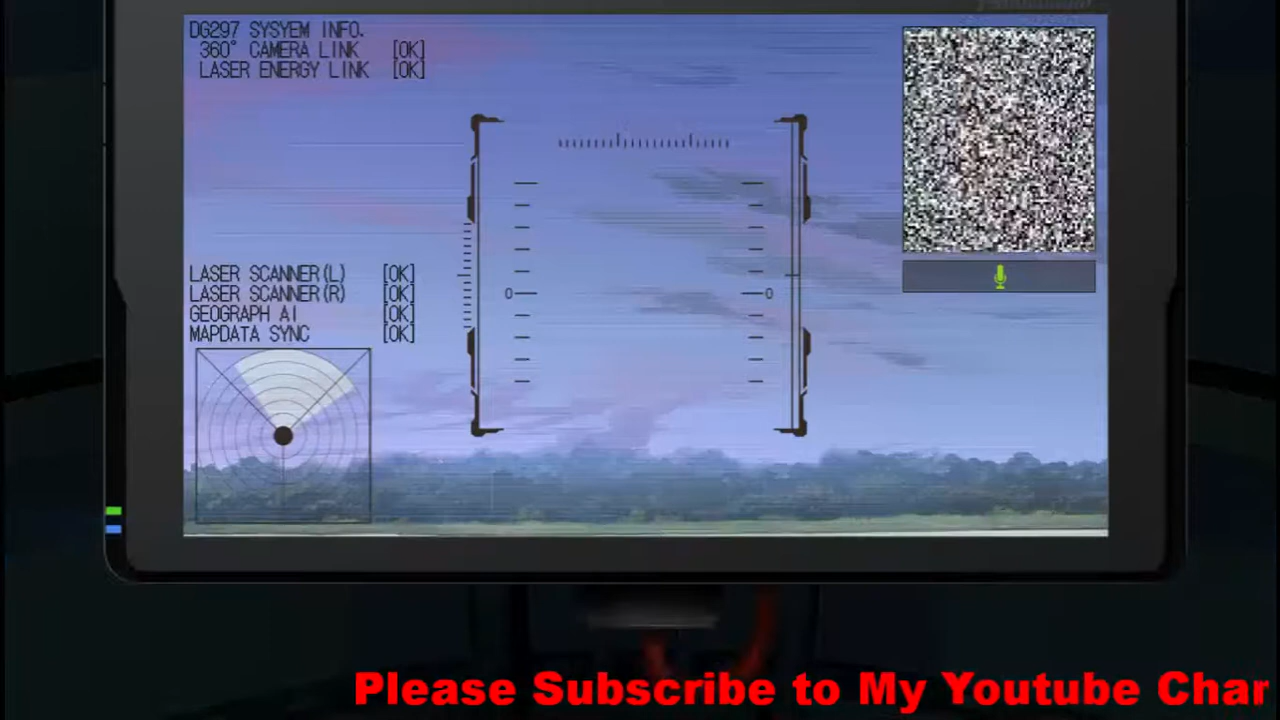 DG297 SYSYEM INFO.
360° CAMERA LINK [OK]
LASER ENERGY LINK [OK]
LASER SCANNER(L) [OK]
LASER SCANNER(R) [OK]
GEOGRAPH AI [OK]
MAPDATA SYNC [OK]
0 0
Please Subscribe to My Youtube Char